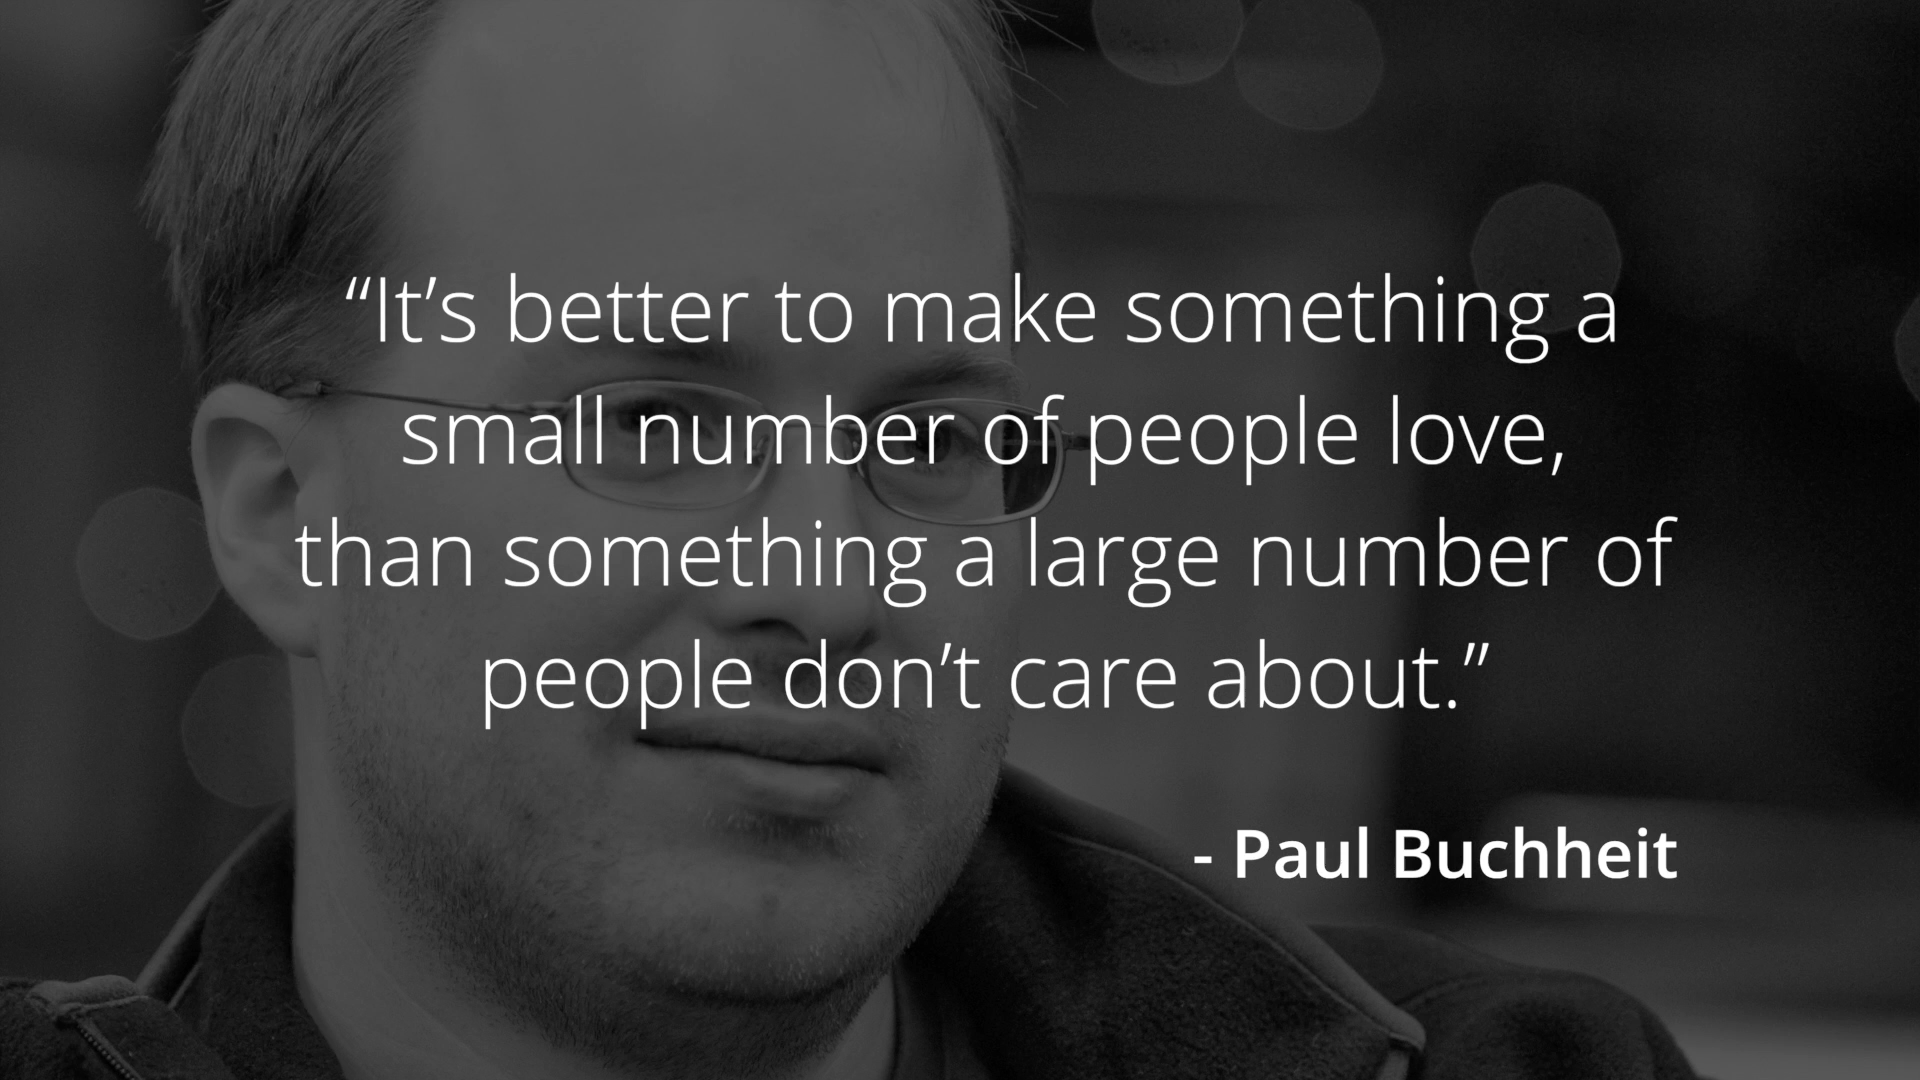 “It’s better to make something a
small number of people love,
than something a large number of
people don’t care about.”
- Paul Buchheit